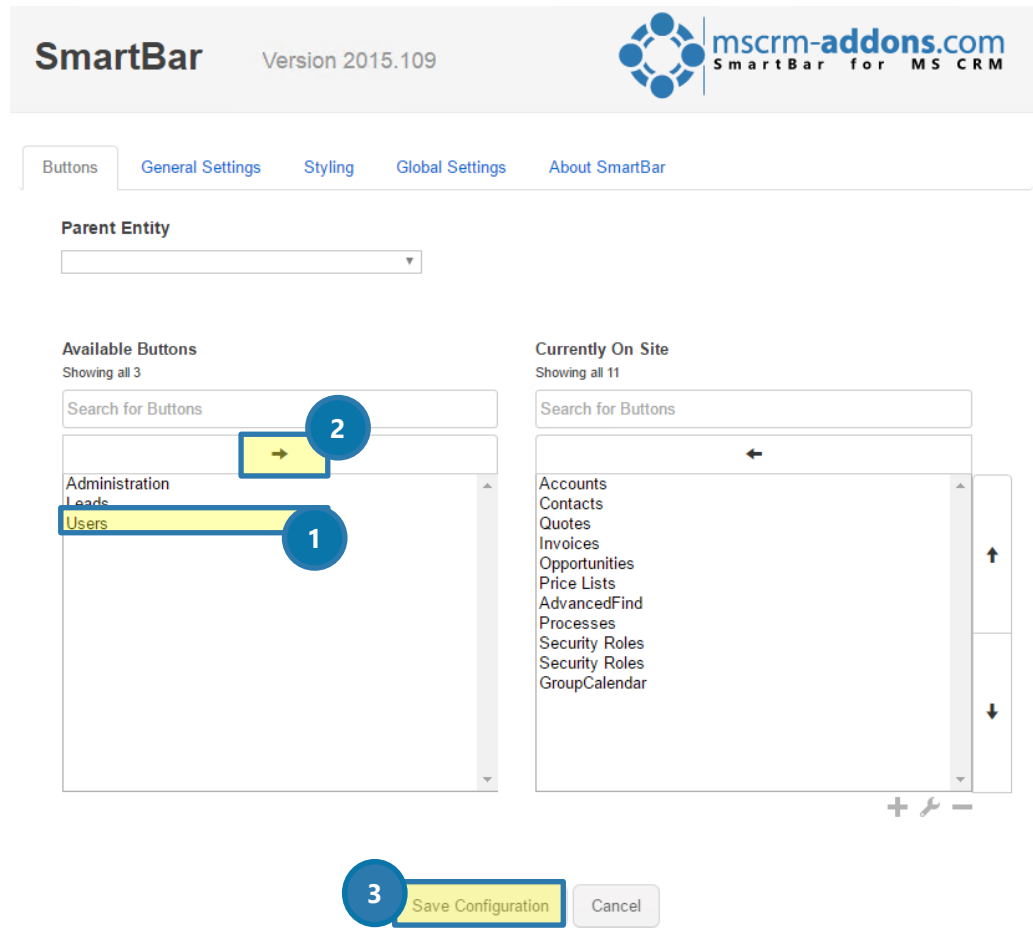 SmartBar
Version 2015.109
mscrm-addons.com
SmartBar for MS CRM
Buttons
General Settings
Styling
Global Settings
About SmartBar
Parent Entity
Available Buttons
Showing all 3
Search for Buttons
2
Administration
Leads
Users
1
Currently On Site
Showing all 11
Search for Buttons
Accounts
Contacts
Quotes
Invoices
Opportunities
Price Lists
AdvancedFind
Processes
Security Roles
Security Roles
GroupCalendar
3
Save Configuration
Cancel